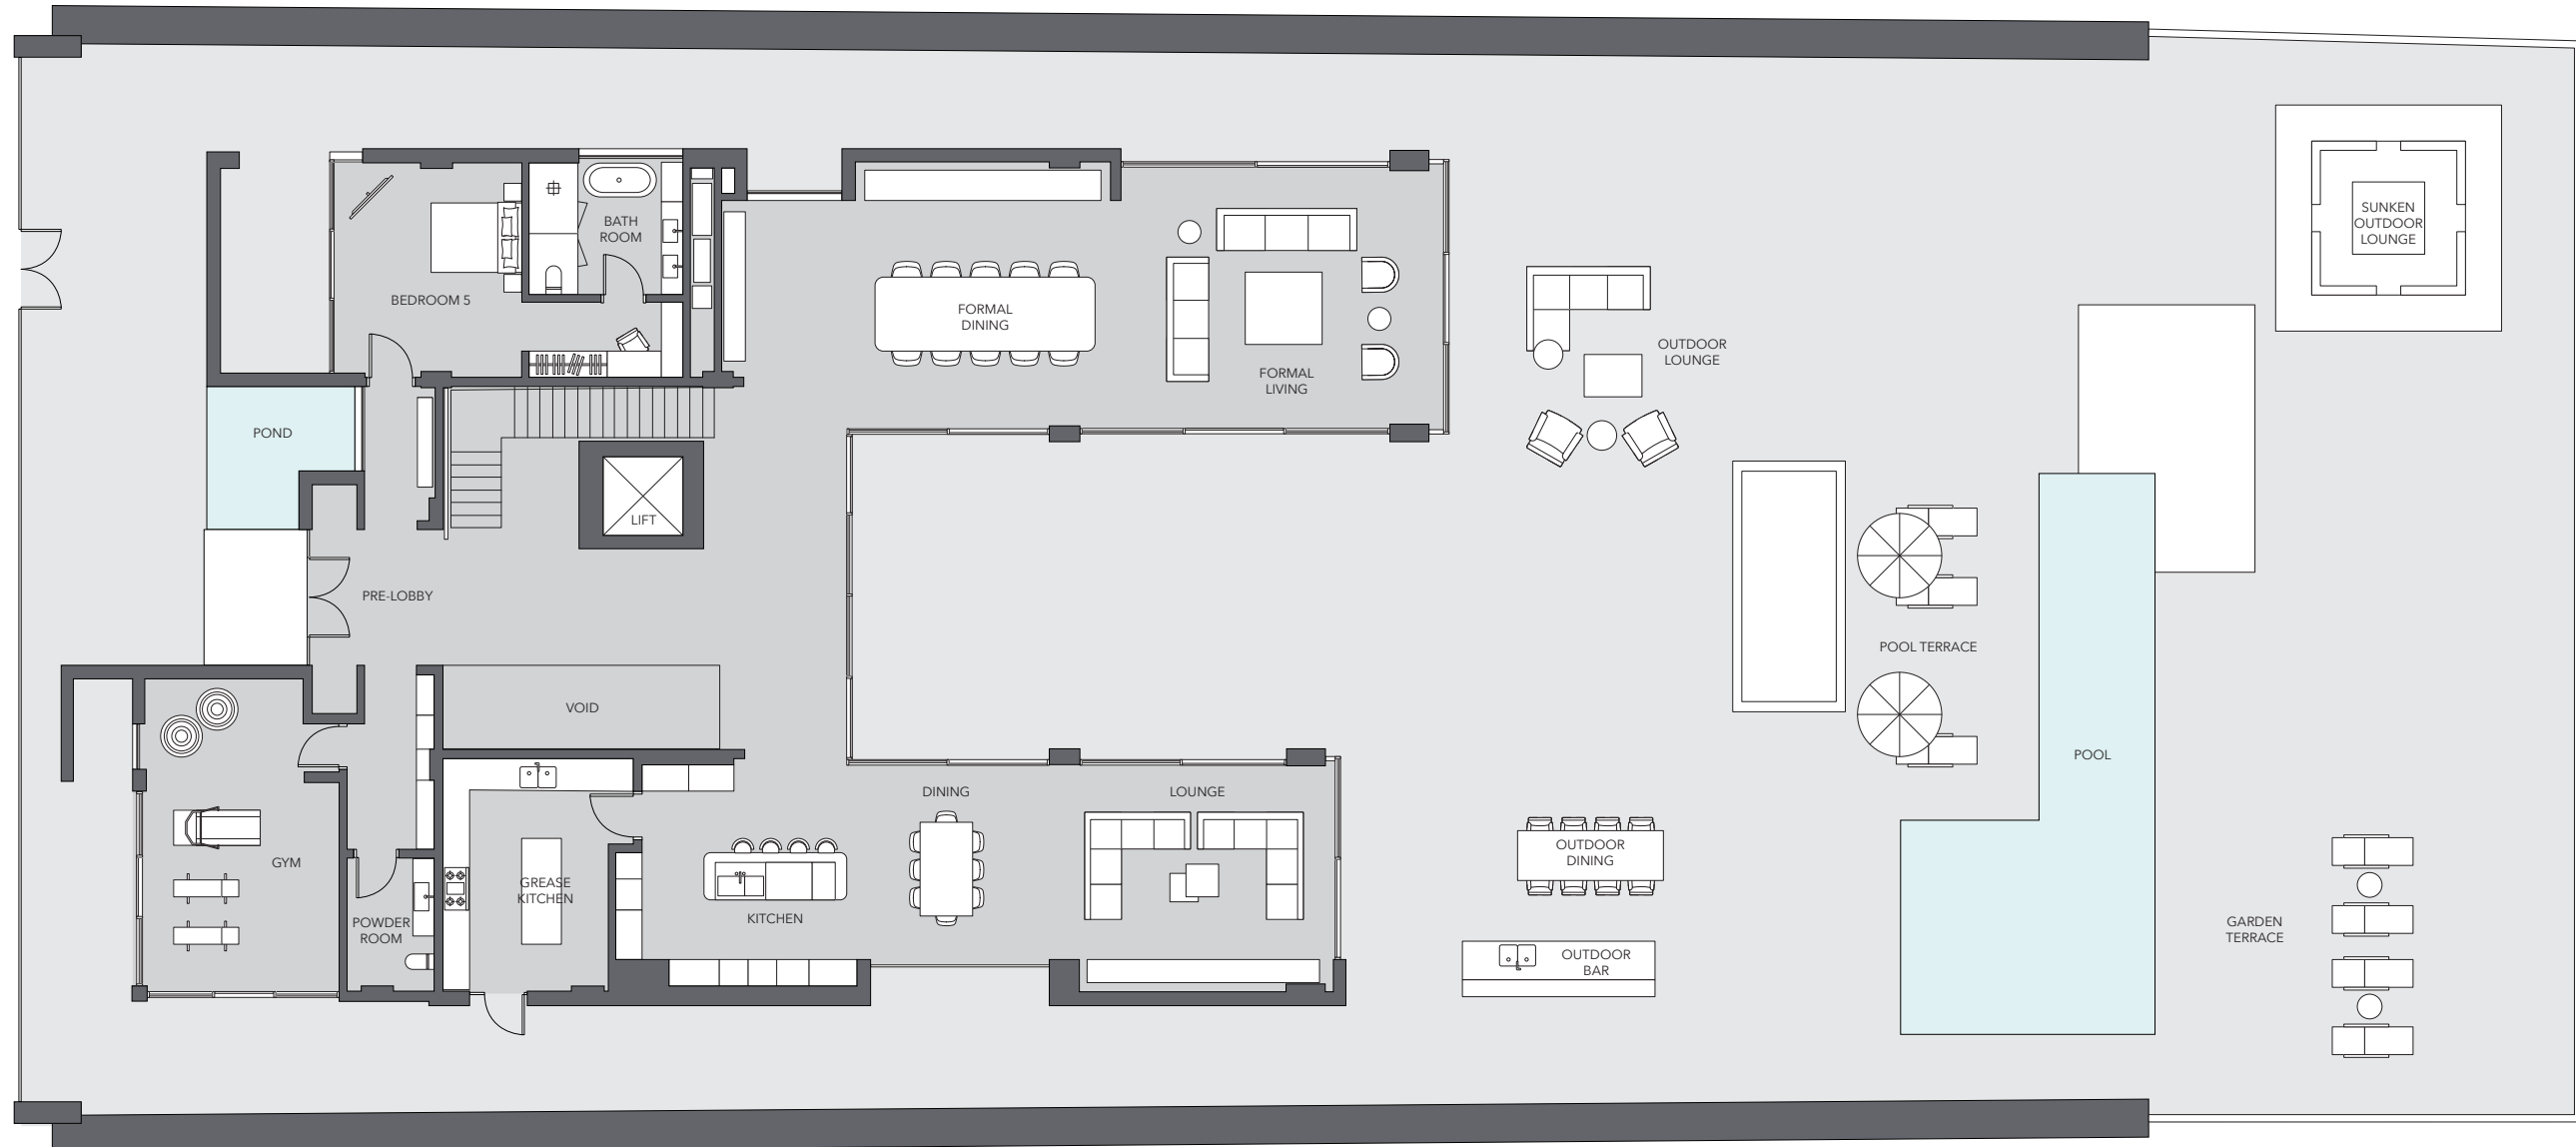 BATH
ROOM
BEDROOM 5
FORMAL
DINING
FORMAL
LIVING
OUTDOOR
LOUNGE
SUNKEN
OUTDOOR
LOUNGE
POND
LIFT
PRE-LOBBY
VOID
POOL TERRACE
POOL
DINING
LOUNGE
GYM
GREASE
KITCHEN
KITCHEN
POWDER
ROOM
OUTDOOR
DINING
OUTDOOR
BAR
GARDEN
TERRACE